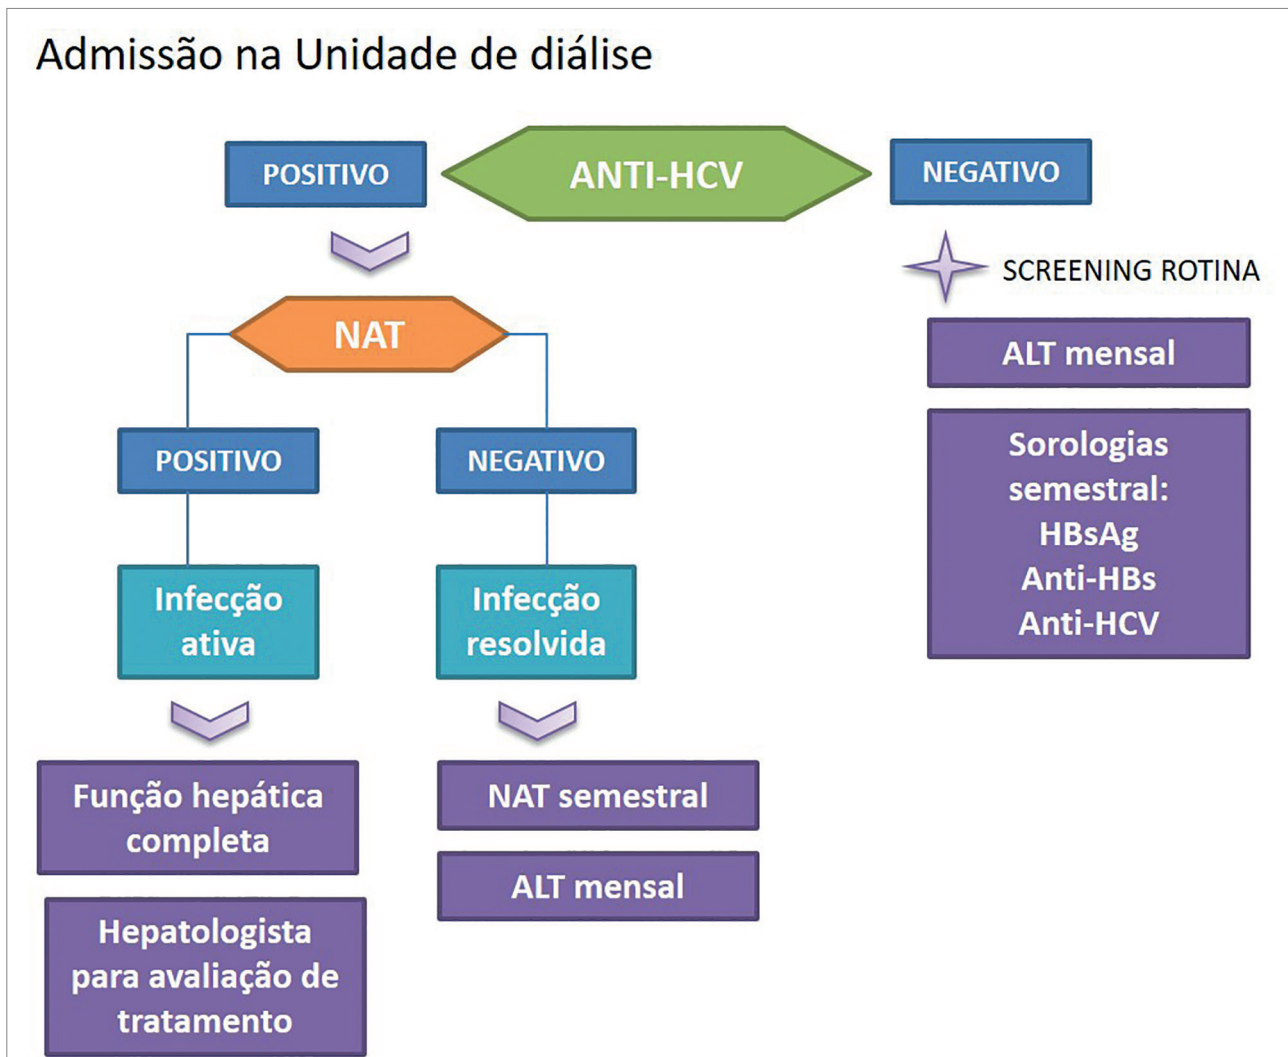 Admissão na Unidade de diálise
POSITIVO
ANTI-HCV
NEGATIVO
SCREENING ROTINA
NAT
ALT mensal
POSITIVO
NEGATIVO
Sorologias
semestral:
HBsAg
Anti-HBs
Anti-HCV
Infecção
ativa
Infecção
resolvida
Função hepática
completa
NAT semestral
ALT mensal
Hepatologista
para avaliação de
tratamento